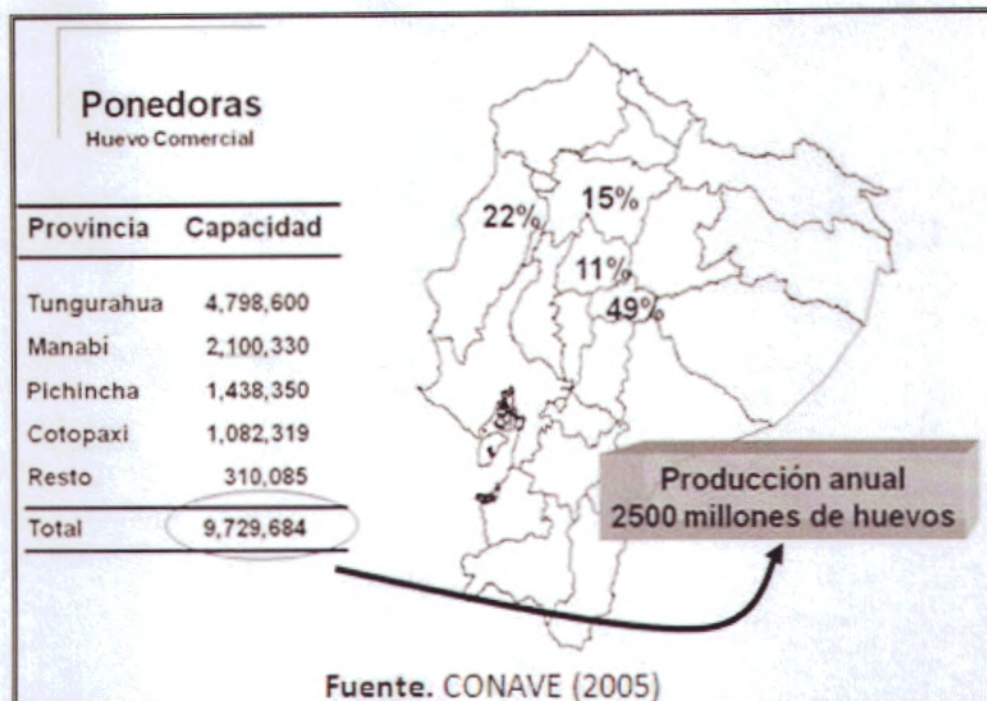 Ponedoras
Huevo Comercial
Provincia Capacidad
Tungurahua 4,798,600
Manabí 2,100,330
Pichincha 1,438,350
Cotopaxi 1,082,319
Resto 310,085
Total 9,729,684
22%
15%
11%
49%
Producción anual
2500 millones de huevos
Fuente. CONAVE (2005)